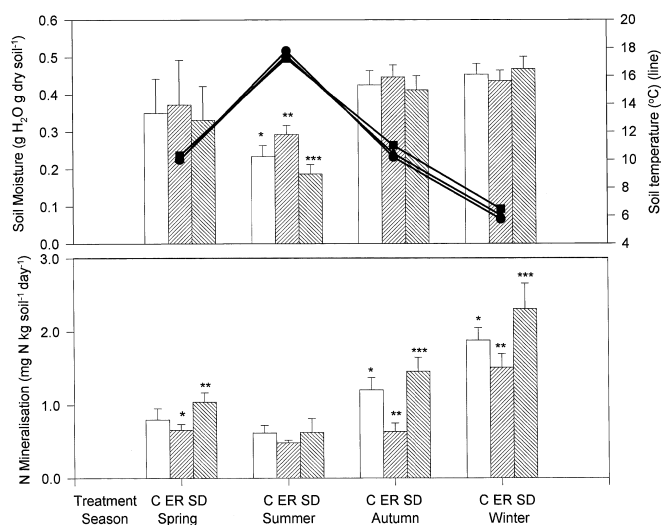 0.6
0.5
0.4
0.3
0.2
0.1
0.0
Soil Moisture (g H₂O g dry soil⁻¹)
* ** ***
20
18
16
14
12
10
8
6
4
Soil temperature (°C) (line)
3.0
2.0
1.0
0.0
N Mineralisation (mg N kg soil⁻¹ day⁻¹)
* **
* ** ***
* ** ***
Treatment C ER SD C ER SD C ER SD C ER SD
Season Spring Summer Autumn Winter